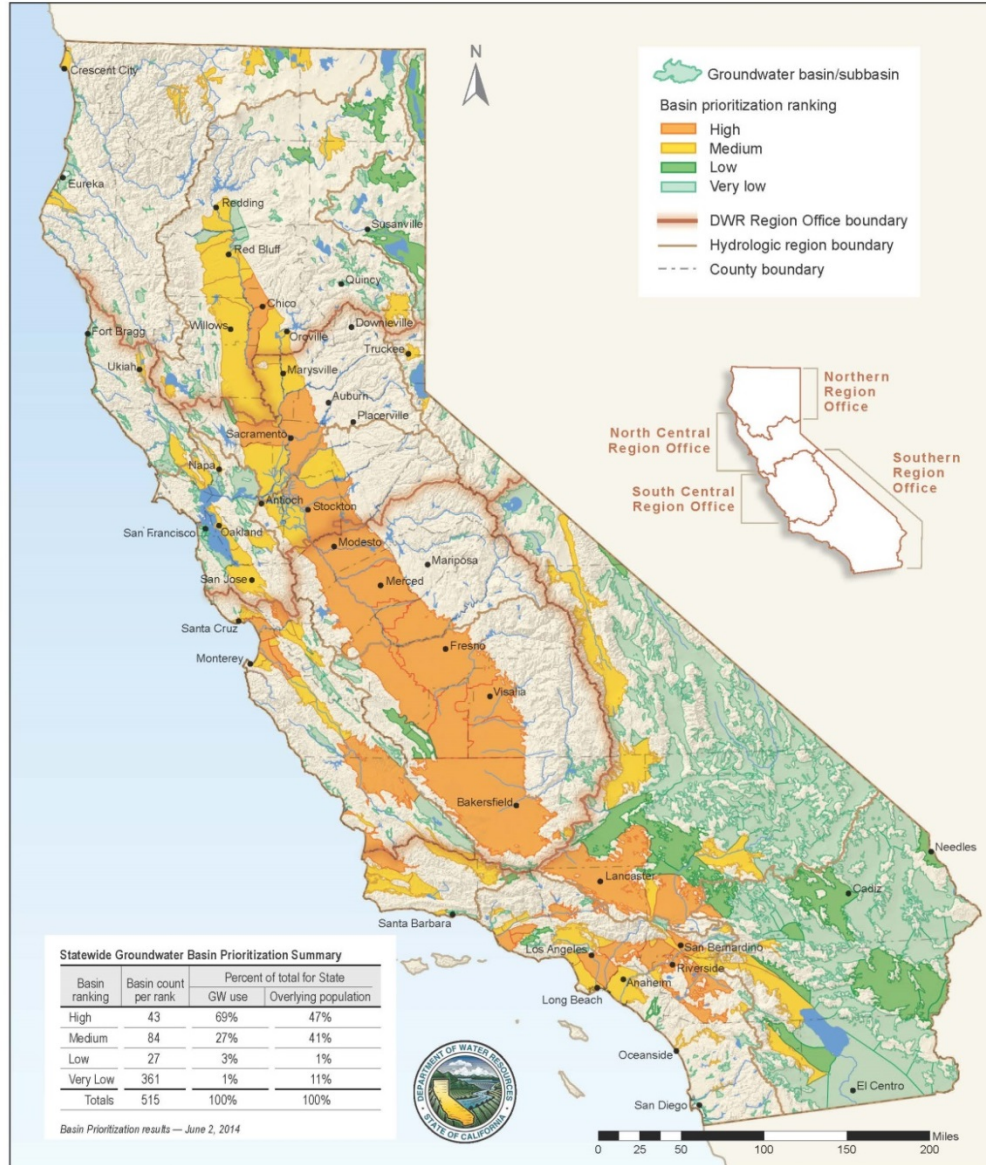 N
Groundwater basin/subbasin
Basin prioritization ranking
High
Medium
Low
Very low
DWR Region Office boundary
Hydrologic region boundary
County boundary
Northern
Region
Office
North Central
Region Office
South Central
Region Office
Southern
Region
Office
Crescent City
Eureka
Redding
Susanville
Red Bluff
Quincy
Chico
Fort Bragg
Willows
Oroville
Downieville
Truckee
Ukiah
Marysville
Auburn
Placerville
Sacramento
Napa
Antioch
Stockton
San Francisco
Oakland
Modesto
Mariposa
San Jose
Merced
Santa Cruz
Fresno
Monterey
Visalia
Bakersfield
Needles
Lancaster
Cadiz
Santa Barbara
Los Angeles
San Bernardino
Riverside
Anaheim
Long Beach
Oceanside
El Centro
San Diego
Statewide Groundwater Basin Prioritization Summary
Basin ranking Basin count per rank Percent of total for State
GW use Overlying population
High 43 69% 47%
Medium 84 27% 41%
Low 27 3% 1%
Very Low 361 1% 11%
Totals 515 100% 100%
Basin Prioritization results — June 2, 2014
DEPARTMENT OF WATER RESOURCES
STATE OF CALIFORNIA
Miles
0 25 50 100 150 200